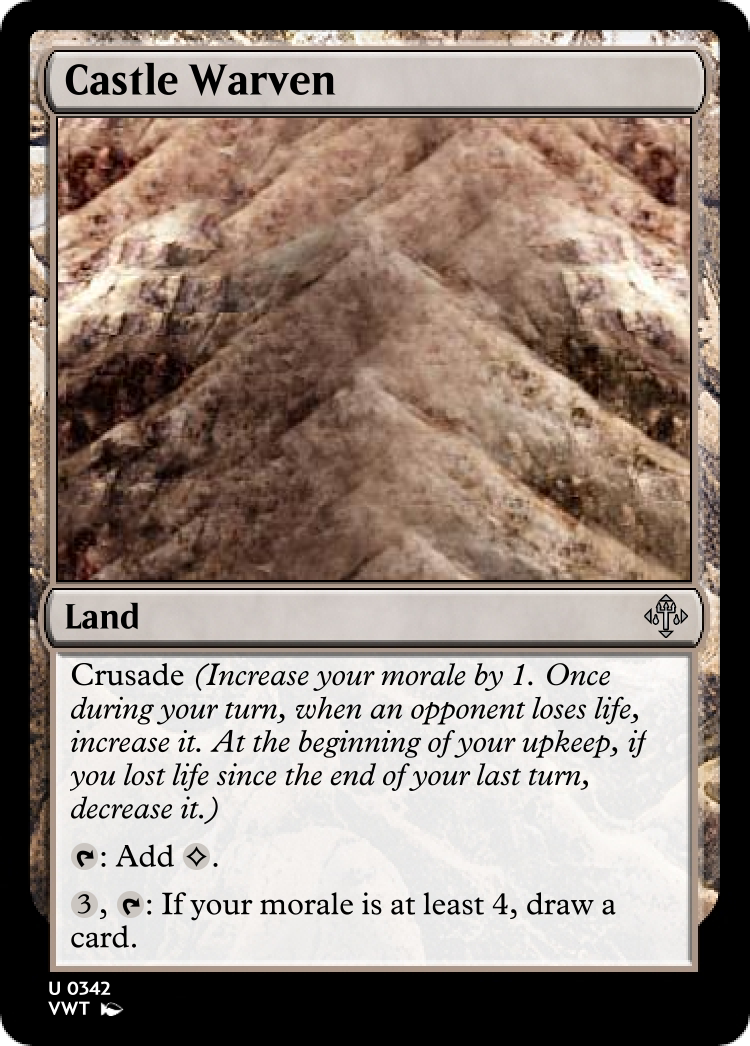 Castle Warven
Land
Crusade (Increase your morale by 1. Once
during your turn, when an opponent loses life,
increase it. At the beginning of your upkeep, if
you lost life since the end of your last turn,
decrease it.)
: Add .
3, : If your morale is at least 4, draw a
card.
U 0342
VWT